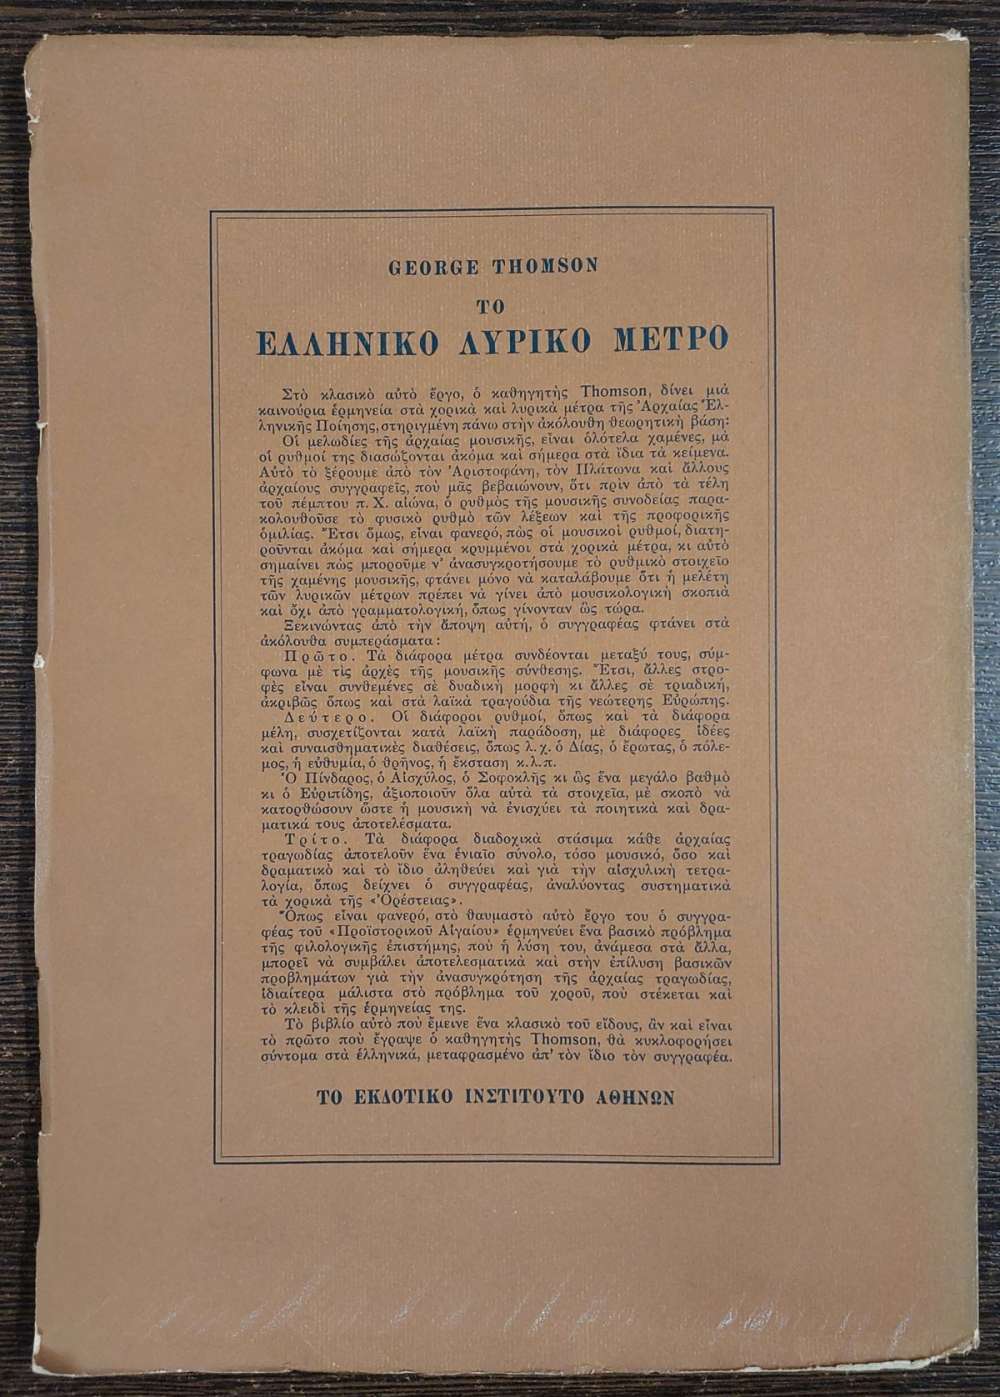 GEORGE THOMSON
ΤΟ
ΕΛΛΗΝΙΚΟ ΛΥΡΙΚΟ ΜΕΤΡΟ
Στὸ κλασικὸ αὐτὸ ἔργο, ὁ καθηγητὴς Thomson, δίνει μιὰ
καινούρια ἑρμηνεία στὰ χορικὰ καὶ λυρικὰ μέτρα τῆς Ἀρχαίας Ἑλ-
ληνικῆς Ποίησης, στηριγμένη πάνω στὴν ἀκόλουθη θεωρητικὴ βάση:
Οἱ μελωδίες τῆς ἀρχαίας μουσικῆς, εἶναι ὁλότελα χαμένες, μὰ
οἱ ρυθμοί της διασώζονται ἀκόμα καὶ σήμερα στὰ ἴδια τὰ κείμενα.
Αὐτὸ τὸ ξέρουμε ἀπὸ τὸν Ἀριστοφάνη, τὸν Πλάτωνα καὶ ἄλλους
ἀρχαίους συγγραφεῖς, ποὺ μᾶς βεβαιώνουν, ὅτι πρὶν ἀπὸ τὰ τέλη
τοῦ πέμπτου π. Χ. αἰώνα, ὁ ρυθμὸς τῆς μουσικῆς συνοδείας παρα-
κολουθοῦσε τὸ φυσικὸ ρυθμὸ τῶν λέξεων καὶ τῆς προφορικῆς
ὁμιλίας. Ἔτσι ὅμως, εἶναι φανερό, πὼς οἱ μουσικοὶ ρυθμοί, διατη-
ροῦνται ἀκόμα καὶ σήμερα κρυμμένοι στὰ χορικὰ μέτρα, κι αὐτὸ
σημαίνει πὼς μποροῦμε ν' ἀνασυγκροτήσουμε τὸ ρυθμικὸ στοιχεῖο
τῆς χαμένης μουσικῆς, φτάνει μόνο νὰ καταλάβουμε ὅτι ἡ μελέτη
τῶν λυρικῶν μέτρων πρέπει νὰ γίνει ἀπὸ μουσικολογικὴ σκοπιὰ
καὶ ὄχι ἀπὸ γραμματολογική, ὅπως γίνονταν ὣς τώρα.
Ξεκινώντας ἀπὸ τὴν ἄποψη αὐτή, ὁ συγγραφέας φτάνει στὰ
ἀκόλουθα συμπεράσματα:
Πρῶτο. Τὰ διάφορα μέτρα συνδέονται μεταξύ τους, σύμ-
φωνα μὲ τὶς ἀρχὲς τῆς μουσικῆς σύνθεσης. Ἔτσι, ἄλλες στρο-
φὲς εἶναι συνθεμένες σὲ δυαδικὴ μορφὴ κι ἄλλες σὲ τριαδική,
ἀκριβῶς ὅπως καὶ στὰ λαϊκὰ τραγούδια τῆς νεώτερης Εὐρώπης.
Δεύτερο. Οἱ διάφοροι ρυθμοί, ὅπως καὶ τὰ διάφορα
μέλη, συσχετίζονται κατὰ λαϊκὴ παράδοση, μὲ διάφορες ἰδέες
καὶ συναισθηματικὲς διαθέσεις, ὅπως λ.χ. ὁ Δίας, ὁ ἔρωτας, ὁ πόλε-
μος, ἡ εὐθυμία, ὁ θρῆνος, ἡ ἔκσταση κ.λ.π.
Ὁ Πίνδαρος, ὁ Αἰσχύλος, ὁ Σοφοκλῆς κι ὣς ἕνα μεγάλο βαθμὸ
κι ὁ Εὐριπίδης, ἀξιοποιοῦν ὅλα αὐτὰ τὰ στοιχεῖα, μὲ σκοπὸ νὰ
κατορθώσουν ὥστε ἡ μουσικὴ νὰ ἐνισχύει τὰ ποιητικὰ καὶ δρα-
ματικά τους ἀποτελέσματα.
Τρίτο. Τὰ διάφορα διαδοχικὰ στάσιμα κάθε ἀρχαίας
τραγωδίας ἀποτελοῦν ἕνα ἑνιαῖο σύνολο, τόσο μουσικό, ὅσο καὶ
δραματικὸ καὶ τὸ ἴδιο ἀληθεύει καὶ γιὰ τὴν αἰσχυλικὴ τετρα-
λογία, ὅπως δείχνει ὁ συγγραφέας, ἀναλύοντας συστηματικὰ
τὰ χορικὰ τῆς «Ὀρέστειας».
Ὅπως εἶναι φανερό, στὸ θαυμαστὸ αὐτὸ ἔργο του ὁ συγγρα-
φέας τοῦ «Προϊστορικοῦ Αἰγαίου» ἑρμηνεύει ἕνα βασικὸ πρόβλημα
τῆς φιλολογικῆς ἐπιστήμης, ποὺ ἡ λύση του, ἀνάμεσα στὰ ἄλλα,
μπορεῖ νὰ συμβάλει ἀποτελεσματικὰ καὶ στὴν ἐπίλυση βασικῶν
προβλημάτων γιὰ τὴν ἀνασυγκρότηση τῆς ἀρχαίας τραγωδίας,
ἰδιαίτερα μάλιστα στὸ πρόβλημα τοῦ χοροῦ, ποὺ στέκεται καὶ
τὸ κλειδὶ τῆς ἑρμηνείας της.
Τὸ βιβλίο αὐτὸ ποὺ ἔμεινε ἕνα κλασικὸ τοῦ εἴδους, ἂν καὶ εἶναι
τὸ πρῶτο ποὺ ἔγραψε ὁ καθηγητὴς Thomson, θὰ κυκλοφορήσει
σύντομα στὰ ἑλληνικά, μεταφρασμένο ἀπ' τὸν ἴδιο τὸν συγγραφέα.
ΤΟ ΕΚΔΟΤΙΚΟ ΙΝΣΤΙΤΟΥΤΟ ΑΘΗΝΩΝ